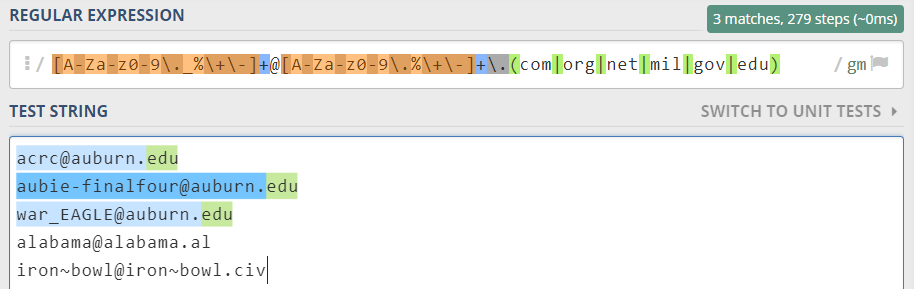 REGULAR EXPRESSION
3 matches, 279 steps (~0ms)
/ [A-Za-z0-9\._%\+\-]+@[A-Za-z0-9\.%\+\-]+\.(com|org|net|mil|gov|edu) / gm
TEST STRING
SWITCH TO UNIT TESTS
acrc@auburn.edu
aubie-finalfour@auburn.edu
war_EAGLE@auburn.edu
alabama@alabama.al
iron~bowl@iron~bowl.civ